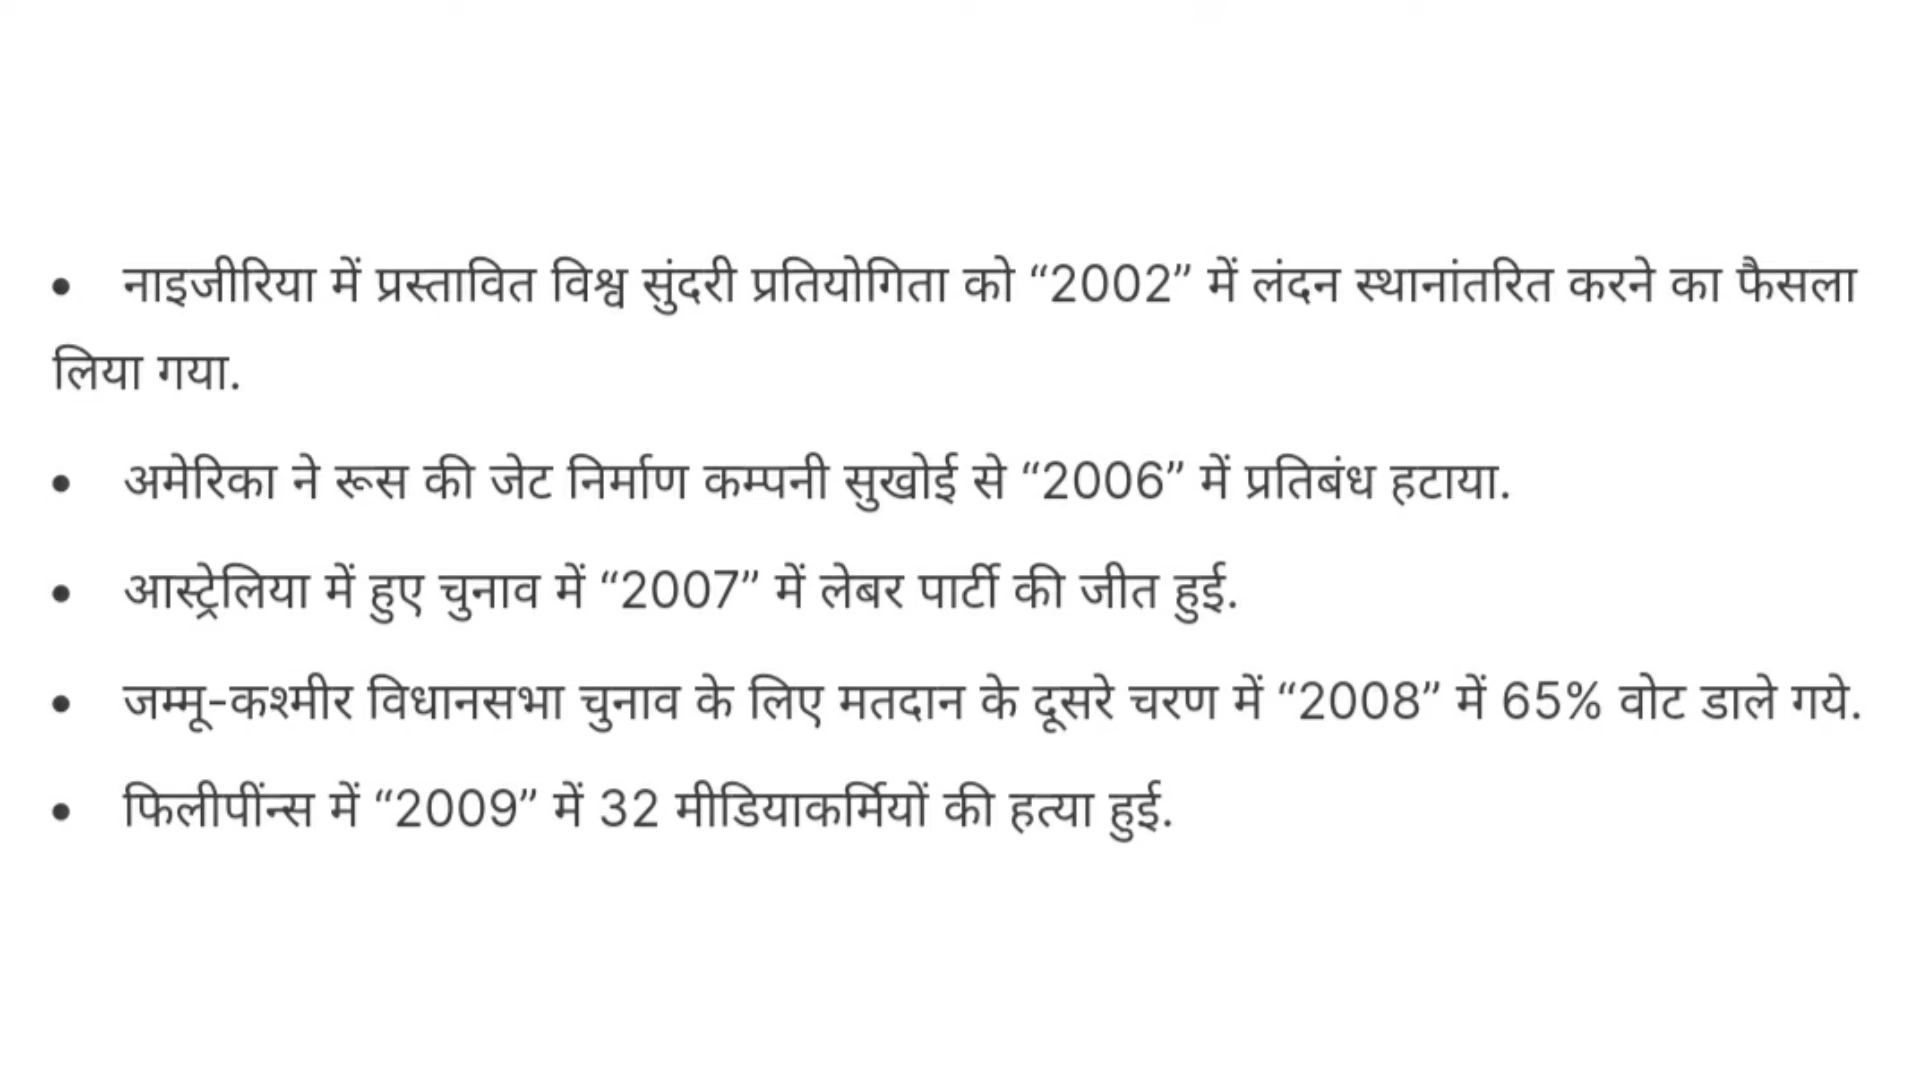 • नाइजीरिया में प्रस्तावित विश्व सुंदरी प्रतियोगिता को “2002” में लंदन स्थानांतरित करने का फैसला
लिया गया.
• अमेरिका ने रूस की जेट निर्माण कम्पनी सुखोई से “2006” में प्रतिबंध हटाया.
• आस्ट्रेलिया में हुए चुनाव में “2007” में लेबर पार्टी की जीत हुई.
• जम्मू-कश्मीर विधानसभा चुनाव के लिए मतदान के दूसरे चरण में “2008” में 65% वोट डाले गये.
• फिलीपींन्स में “2009” में 32 मीडियाकर्मियों की हत्या हुई.